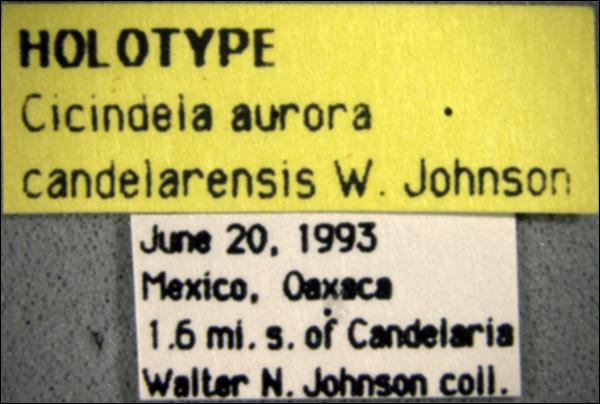 HOLOTYPE
Cicindela aurora
candelarensis W. Johnson
June 20, 1993
Mexico, Oaxaca
1.6 mi. s. of Candelaria
Walter N. Johnson coll.